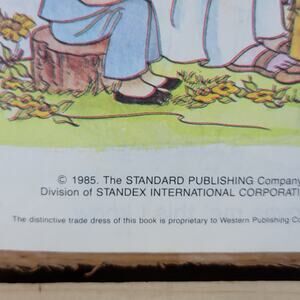 © 1985. The STANDARD PUBLISHING Company
Division of STANDEX INTERNATIONAL
The distinctive trade dress of this book is proprietary to Western Publishing